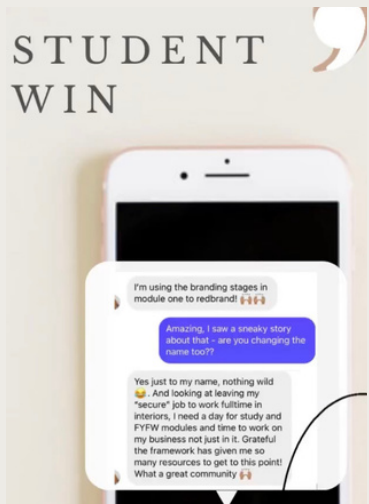 STUDENT
WIN
I'm using the branding stages in
module one to redbrand! 🙌🏽🙌🏽
Amazing, I saw a sneaky story
about that - are you changing the
name too??
Yes just to my name, nothing wild
😂. And looking at leaving my
"secure" job to work fulltime in
interiors, I need a day for study and
FYFW modules and time to work on
my business not just in it. Grateful
the framework has given me so
many resources to get to this point!
What a great community 🙌🏽